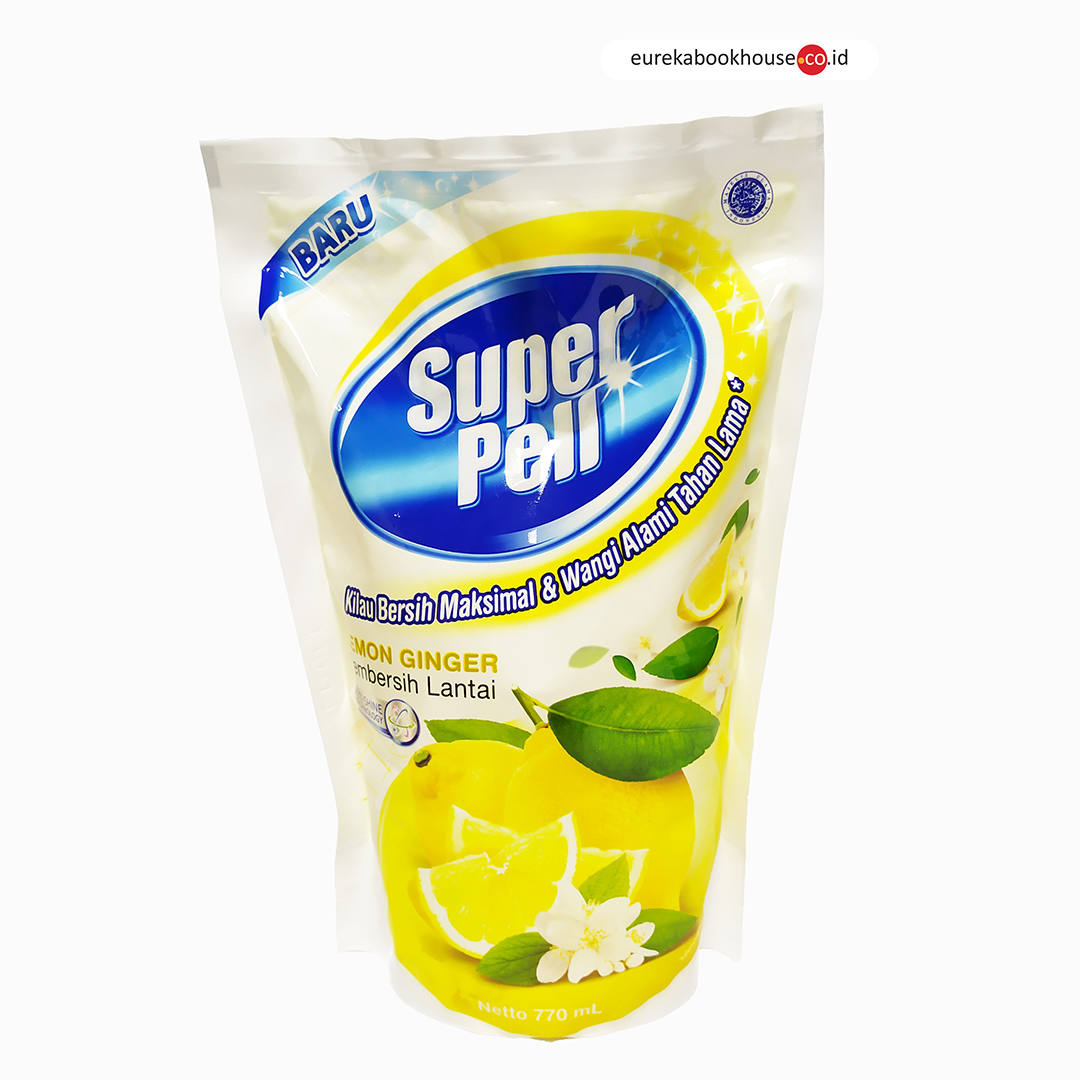 eurekabookhouse.co.id
BARU
Super
Pell
Kilau Bersih Maksimal & Wangi Alami Tahan Lama*
EMON GINGER
embersih Lantai
Netto 770 mL